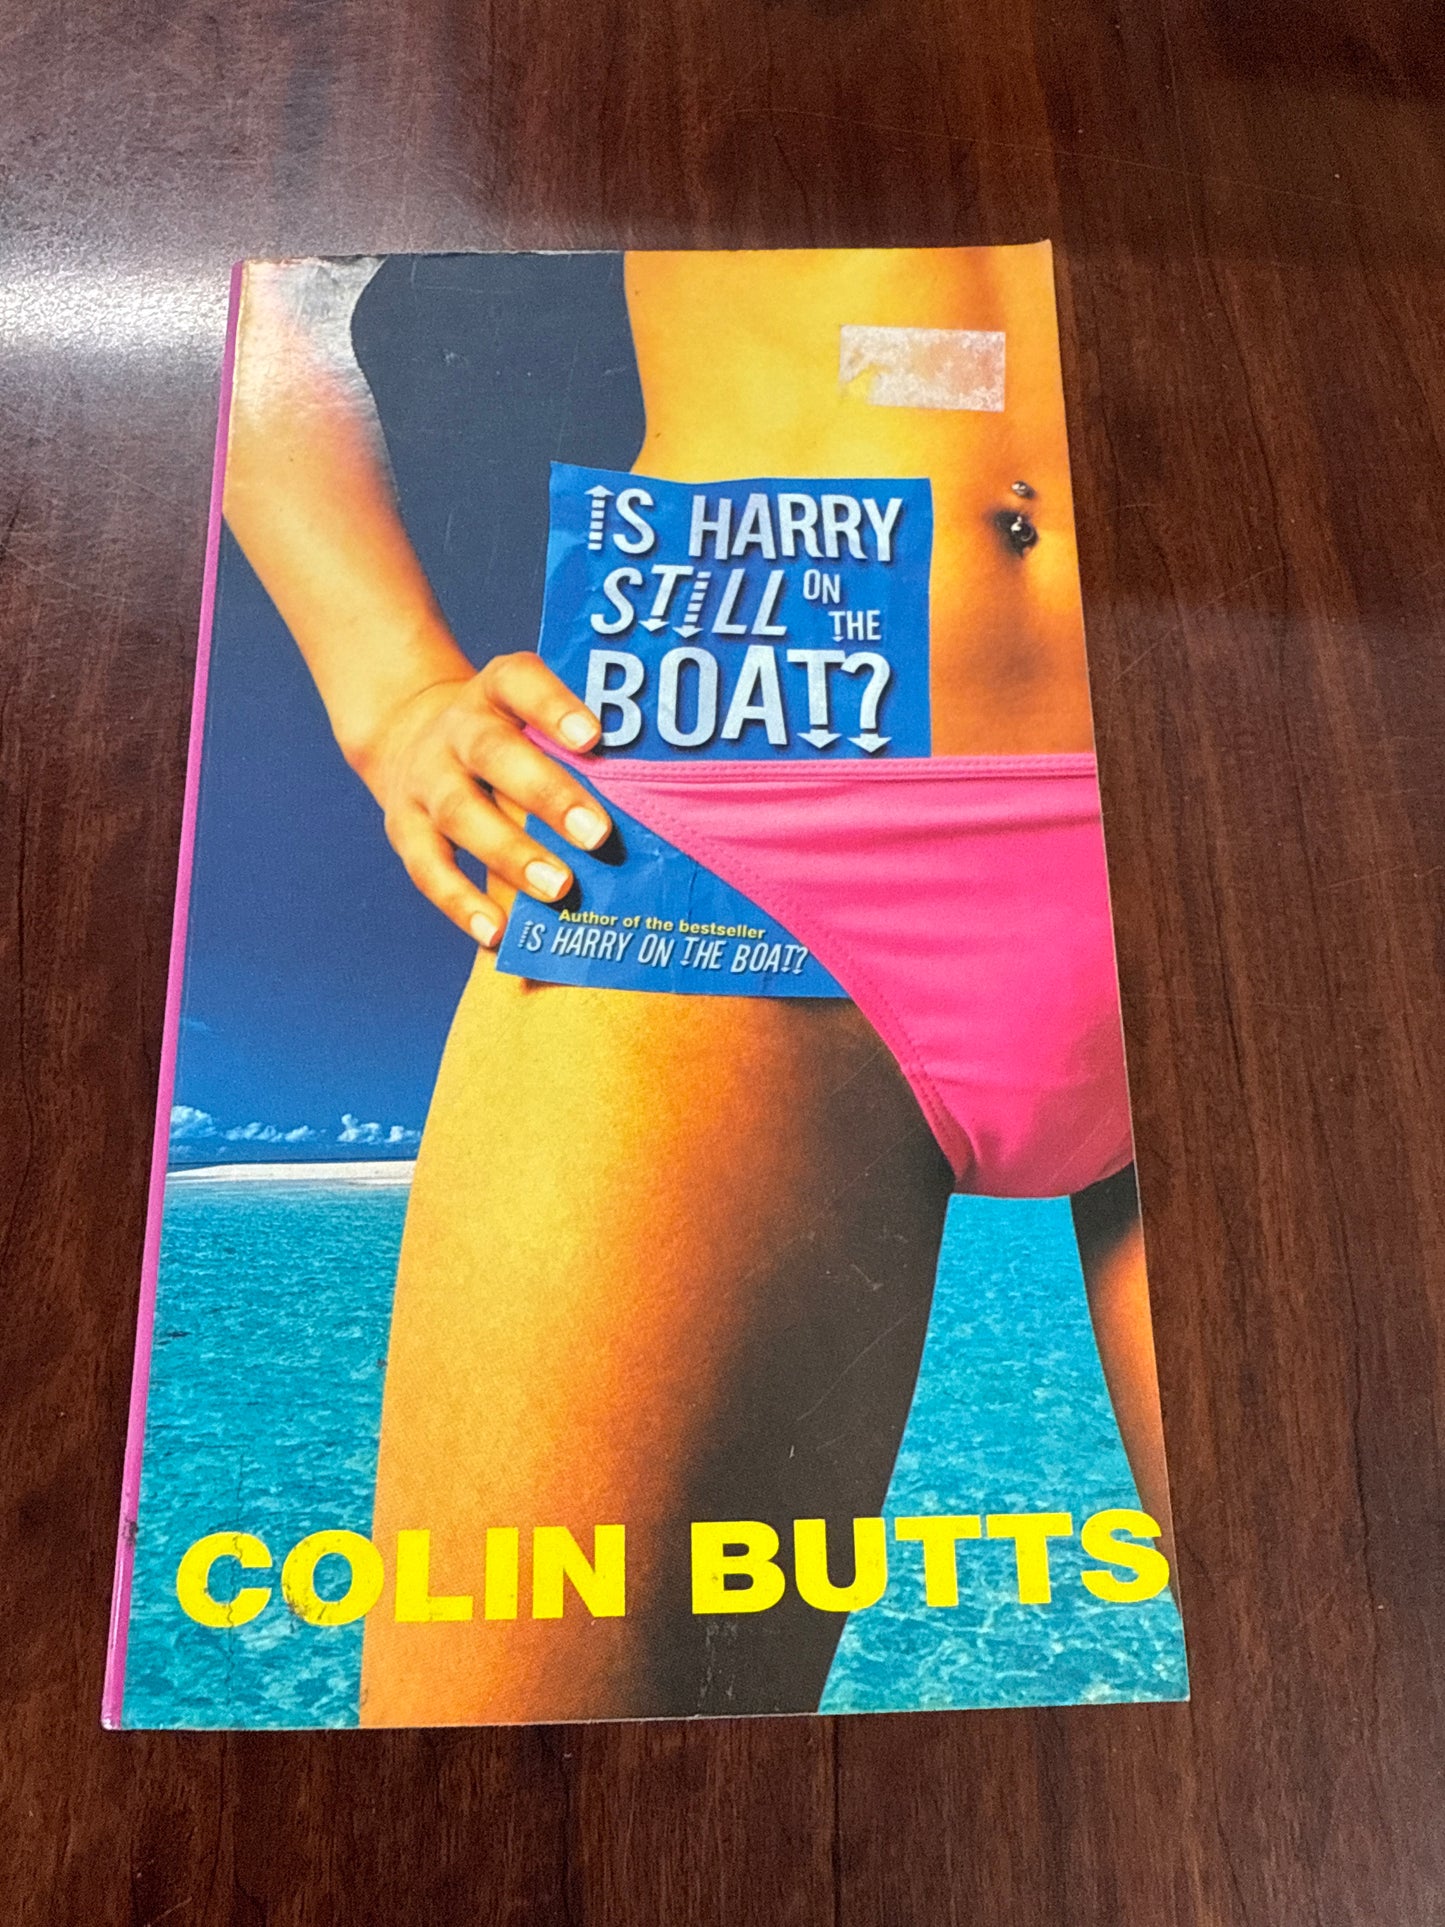 IS HARRY
STILL ON
THE
BOAT?
Author of the bestseller
IS HARRY ON THE BOAT?
COLIN BUTTS